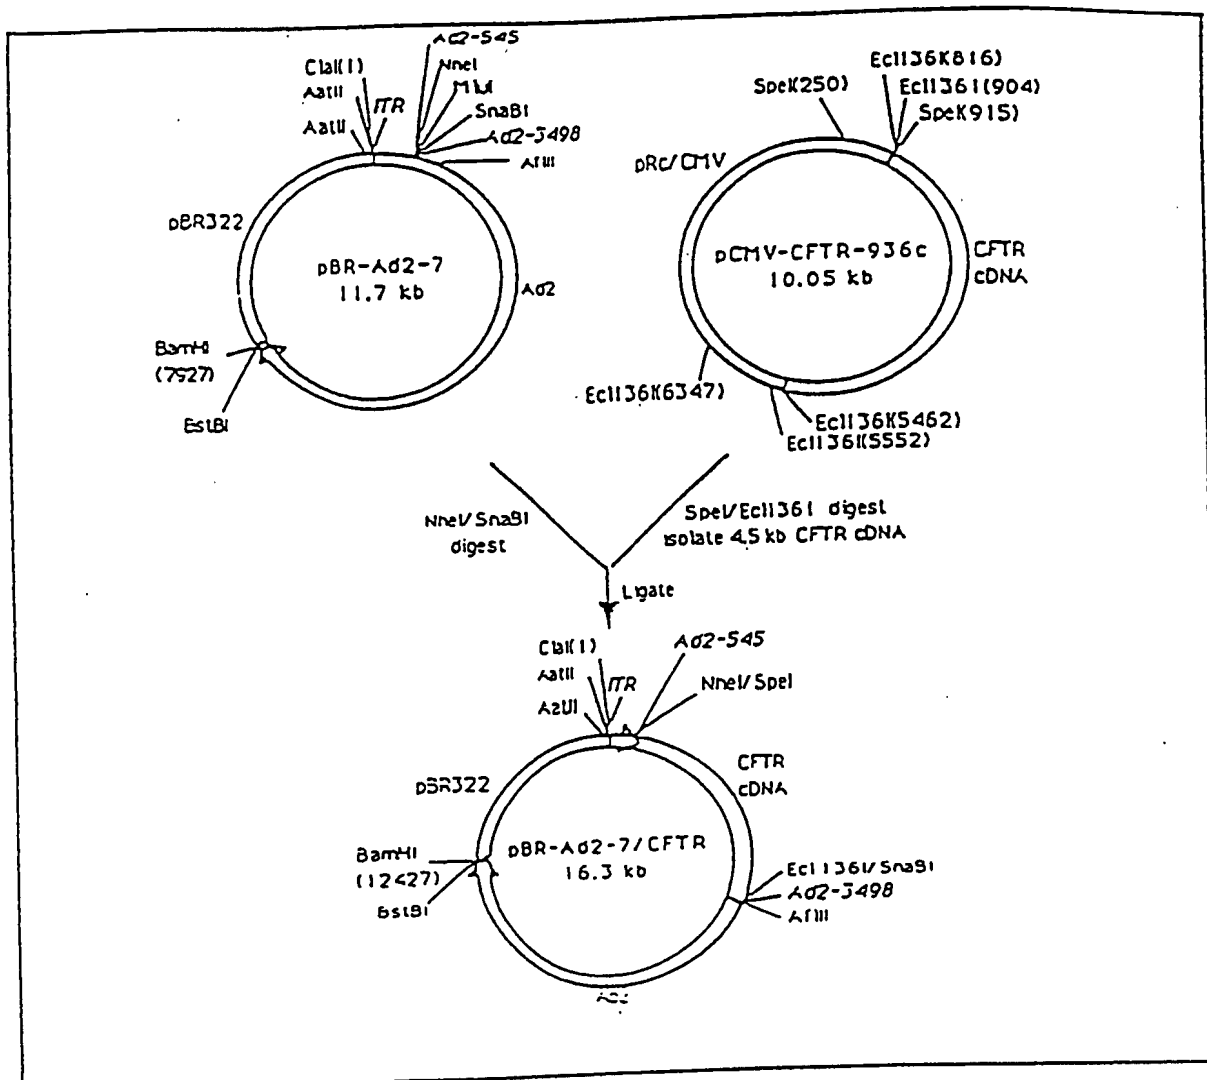 Ad2-545
ClaI(1)
NheI
AatII
ITR
MluI
SnaBI
AatII
Ad2-3498
AflII
pBR322
pBR-Ad2-7
11.7 kb
Ad2
BamHI
(7927)
BstBI
Ecl136I(816)
SpeI(250)
Ecl136I(904)
SpeI(915)
pRc/CMV
pCMV-CFTR-936c
10.05 kb
CFTR
cDNA
Ecl136I(6347)
Ecl136I(5462)
Ecl136I(5552)
NheI/SnaBI
digest
SpeI/Ecl136I digest
isolate 4.5 kb CFTR cDNA
Ligate
ClaI(1)
Ad2-545
AatII
ITR
NheI/SpeI
AatII
CFTR
cDNA
pBR322
pBR-Ad2-7/CFTR
16.3 kb
BamHI
(12427)
BstBI
Ecl136I/SnaBI
Ad2-3498
AflII